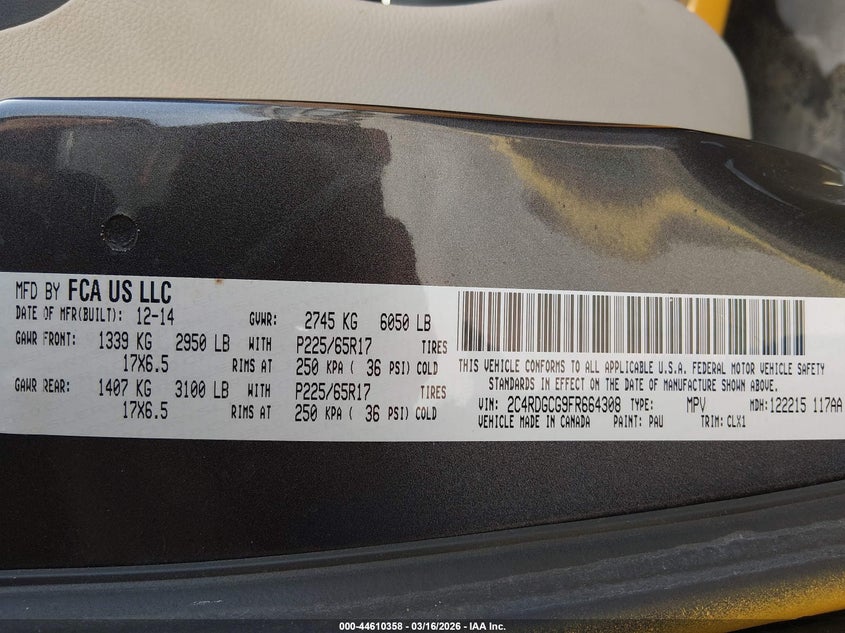 MFD BY FCA US LLC
DATE OF MFR(BUILT): 12-14 GVWR: 2745 KG 6050 LB
GAWR FRONT: 1339 KG 2950 LB WITH P225/65R17 TIRES
17X6.5 RIMS AT 250 KPA ( 36 PSI) COLD
GAWR REAR: 1407 KG 3100 LB WITH P225/65R17 TIRES
17X6.5 RIMS AT 250 KPA ( 36 PSI) COLD
THIS VEHICLE CONFORMS TO ALL APPLICABLE U.S.A. FEDERAL MOTOR VEHICLE SAFETY
STANDARDS IN EFFECT ON THE DATE OF MANUFACTURE SHOWN ABOVE.
VIN: 2C4RDGCG9FR664308 TYPE: MPV MDH: 122215 117AA
VEHICLE MADE IN CANADA PAINT: PAU TRIM: CLX1
000-44610358 - 03/16/2026 - IAA Inc.